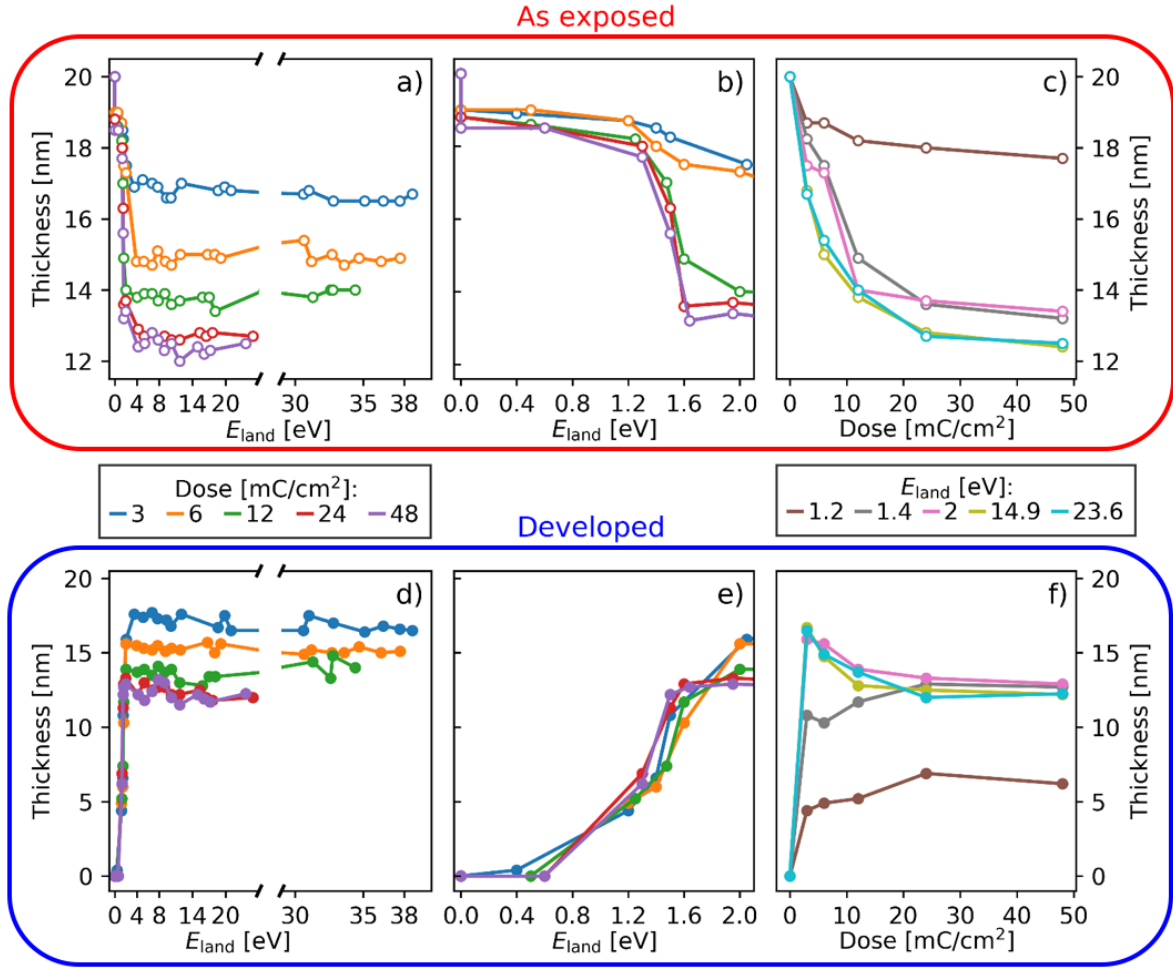 As exposed
a)
b)
c)
Thickness [nm]
20
18
16
14
12
0 4 8 14 20 30 35 38
E_land [eV]
0.0 0.4 0.8 1.2 1.6 2.0
E_land [eV]
0 10 20 30 40 50
Dose [mC/cm²]
20
18
16
14
12
Thickness [nm]
Dose [mC/cm²]:
3 6 12 24 48
E_land [eV]:
1.2 1.4 2 14.9 23.6
Developed
d)
e)
f)
Thickness [nm]
20
15
10
5
0
0 4 8 14 20 30 35 38
E_land [eV]
0.0 0.4 0.8 1.2 1.6 2.0
E_land [eV]
0 10 20 30 40 50
Dose [mC/cm²]
20
15
10
5
0
Thickness [nm]